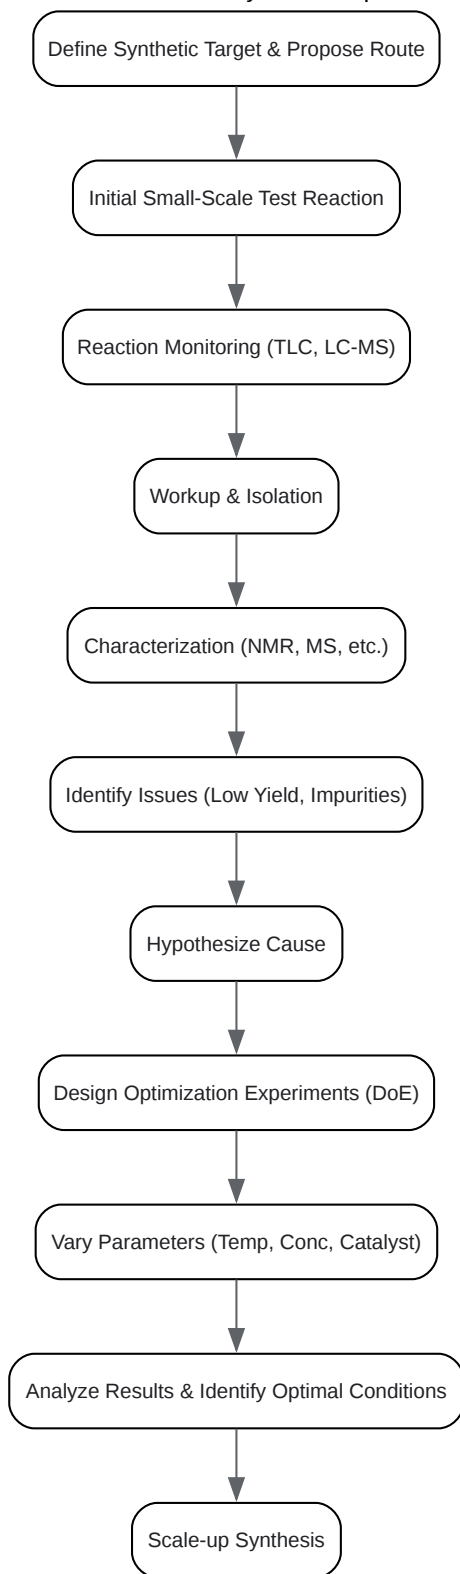 Define Synthetic Target & Propose Route
Initial Small-Scale Test Reaction
Reaction Monitoring (TLC, LC-MS)
Workup & Isolation
Characterization (NMR, MS, etc.)
Identify Issues (Low Yield, Impurities)
Hypothesize Cause
Design Optimization Experiments (DoE)
Vary Parameters (Temp, Conc, Catalyst)
Analyze Results & Identify Optimal Conditions
Scale-up Synthesis